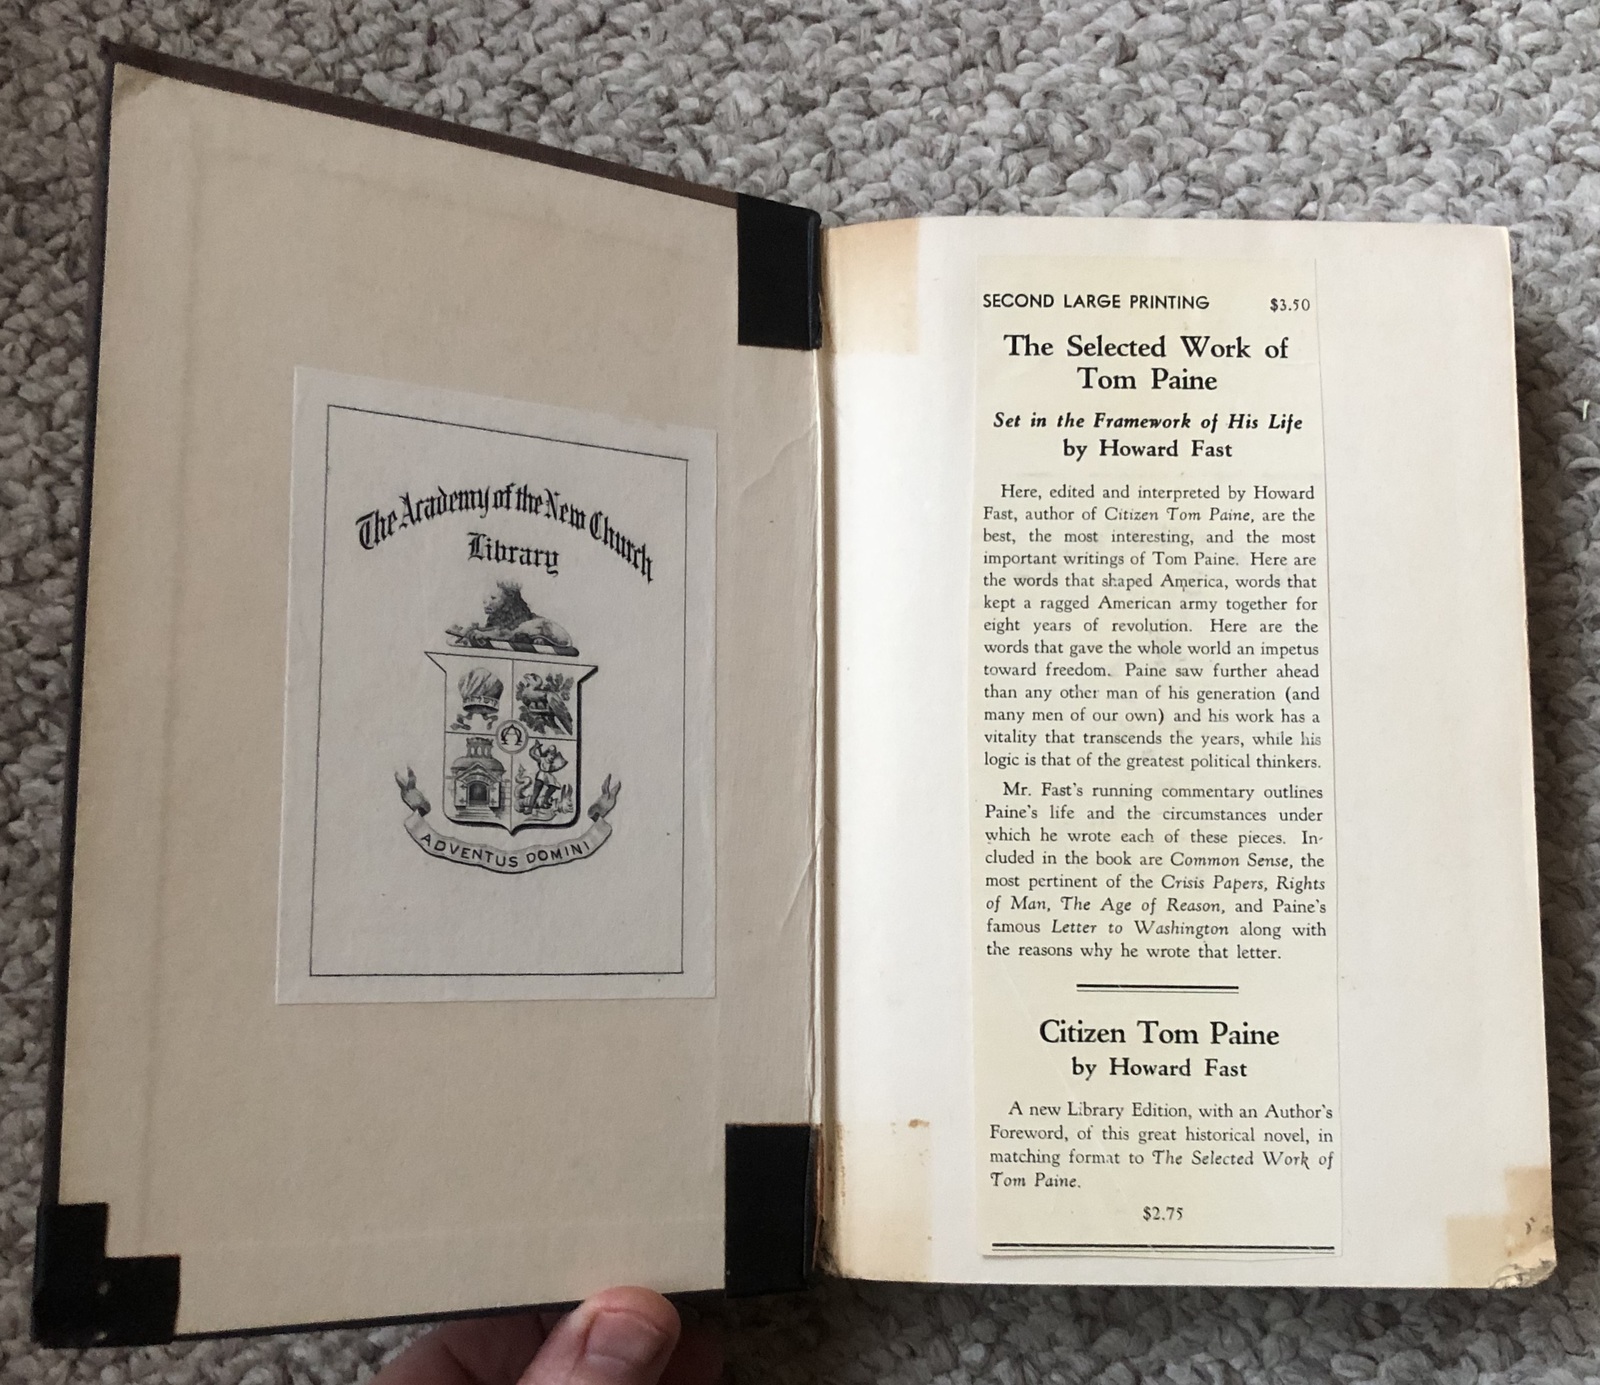 The Academy of the New Church
Library
ADVENTUS DOMINI
SECOND LARGE PRINTING $3.50
The Selected Work of
Tom Paine
Set in the Framework of His Life
by Howard Fast
Here, edited and interpreted by Howard
Fast, author of Citizen Tom Paine, are the
best, the most interesting, and the most
important writings of Tom Paine. Here are
the words that shaped America, words that
kept a ragged American army together for
eight years of revolution. Here are the
words that gave the whole world an impetus
toward freedom. Paine saw further ahead
than any other man of his generation (and
many men of our own) and his work has a
vitality that transcends the years, while his
logic is that of the greatest political thinkers.
Mr. Fast's running commentary outlines
Paine's life and the circumstances under
which he wrote each of these pieces. In-
cluded in the book are Common Sense, the
most pertinent of the Crisis Papers, Rights
of Man, The Age of Reason, and Paine's
famous Letter to Washington along with
the reasons why he wrote that letter.
Citizen Tom Paine
by Howard Fast
A new Library Edition, with an Author's
Foreword, of this great historical novel, in
matching format to The Selected Work of
Tom Paine.
$2.75